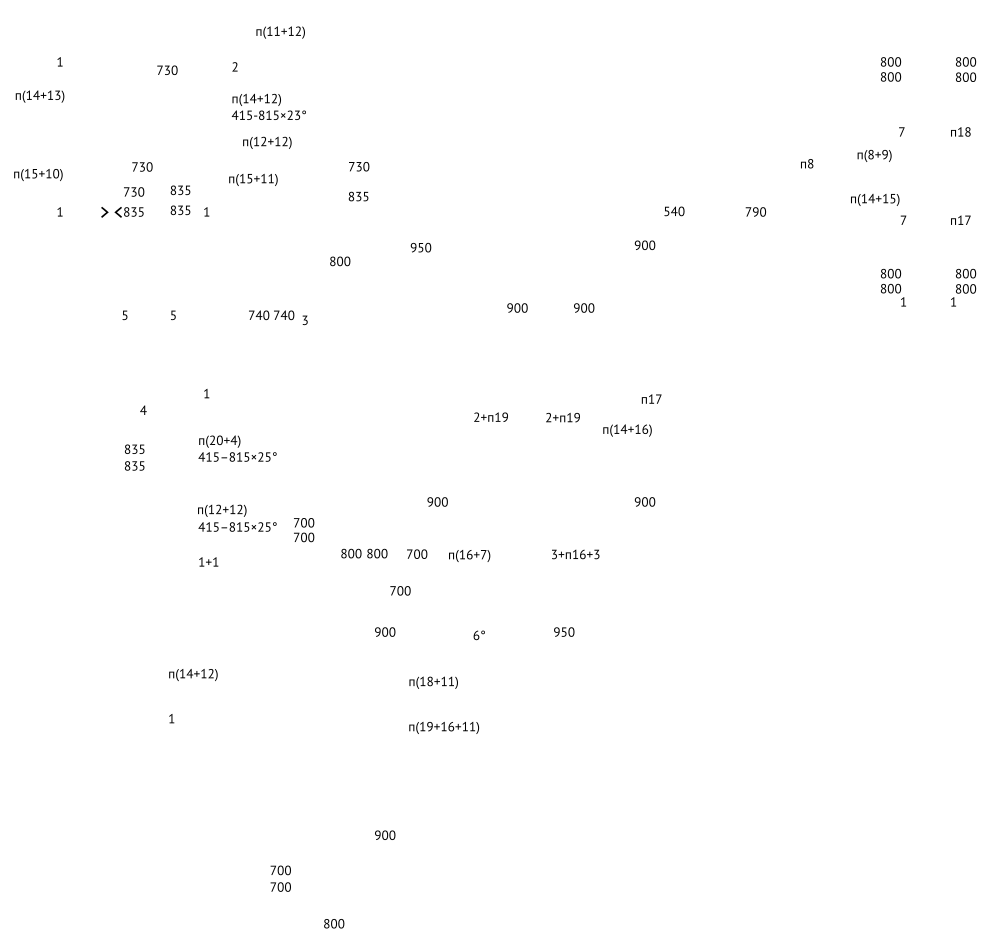 п(11+12)
1
730
2
800 800
800 800
п(14+13)
п(14+12)
415-815×23°
7 п18
п(12+12)
п(8+9)
п8
730
730
п(15+10)
п(15+11)
730 835
835
п(14+15)
1
> <835 835 1
540 790
7 п17
950
900
800
800 800
800 800
1 1
900 900
5 5 740 740 3
1
п17
4
2+п19 2+п19
п(14+16)
п(20+4)
835
415–815×25°
835
900 900
п(12+12)
415–815×25° 700
700
800 800 700 п(16+7) 3+п16+3
1+1
700
900 6° 950
п(14+12)
п(18+11)
1
п(19+16+11)
900
700
700
800